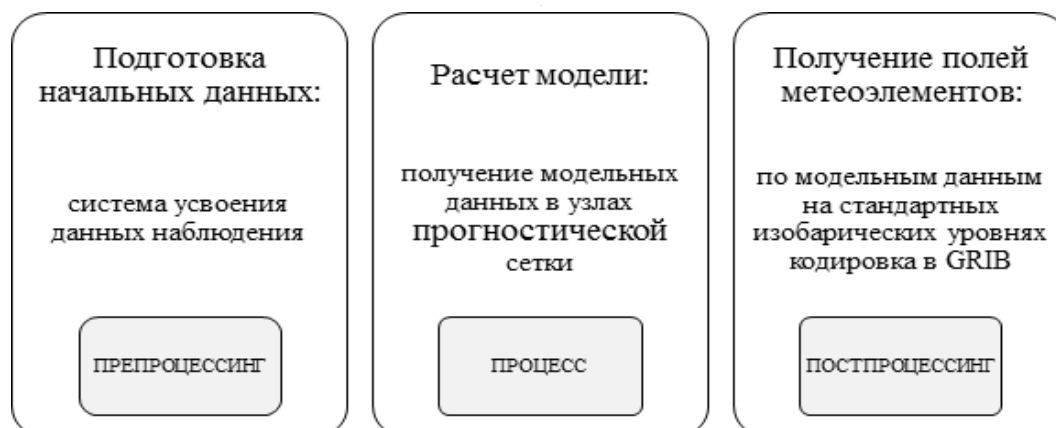 Подготовка
начальных данных:
система усвоения
данных наблюдения
ПРЕПРОЦЕССИНГ
Расчет модели:
получение модельных
данных в узлах
прогностической
сетки
ПРОЦЕСС
Получение полей
метеоэлементов:
по модельным данным
на стандартных
изобарических уровнях
кодировка в GRIB
ПОСТПРОЦЕССИНГ